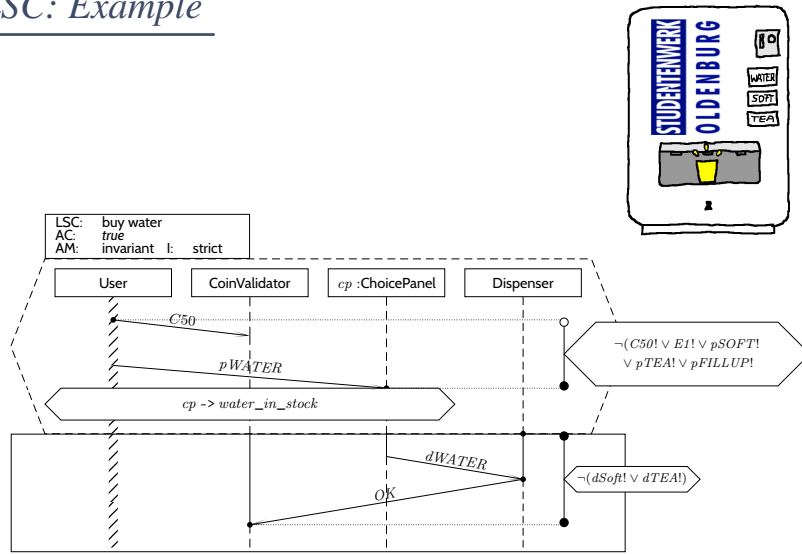 LSC: Example
STUDENTENWERK
OLDENBURG
WATER
SOFT
TEA
LSC: buy water
AC: true
AM: invariant I: strict
User CoinValidator cp :ChoicePanel Dispenser
C50
¬(C50! ∨ E1! ∨ pSOFT!
∨ pTEA! ∨ pFILLUP!
pWATER
cp -> water_in_stock
dWATER
¬(dSoft! ∨ dTEA!)
OK